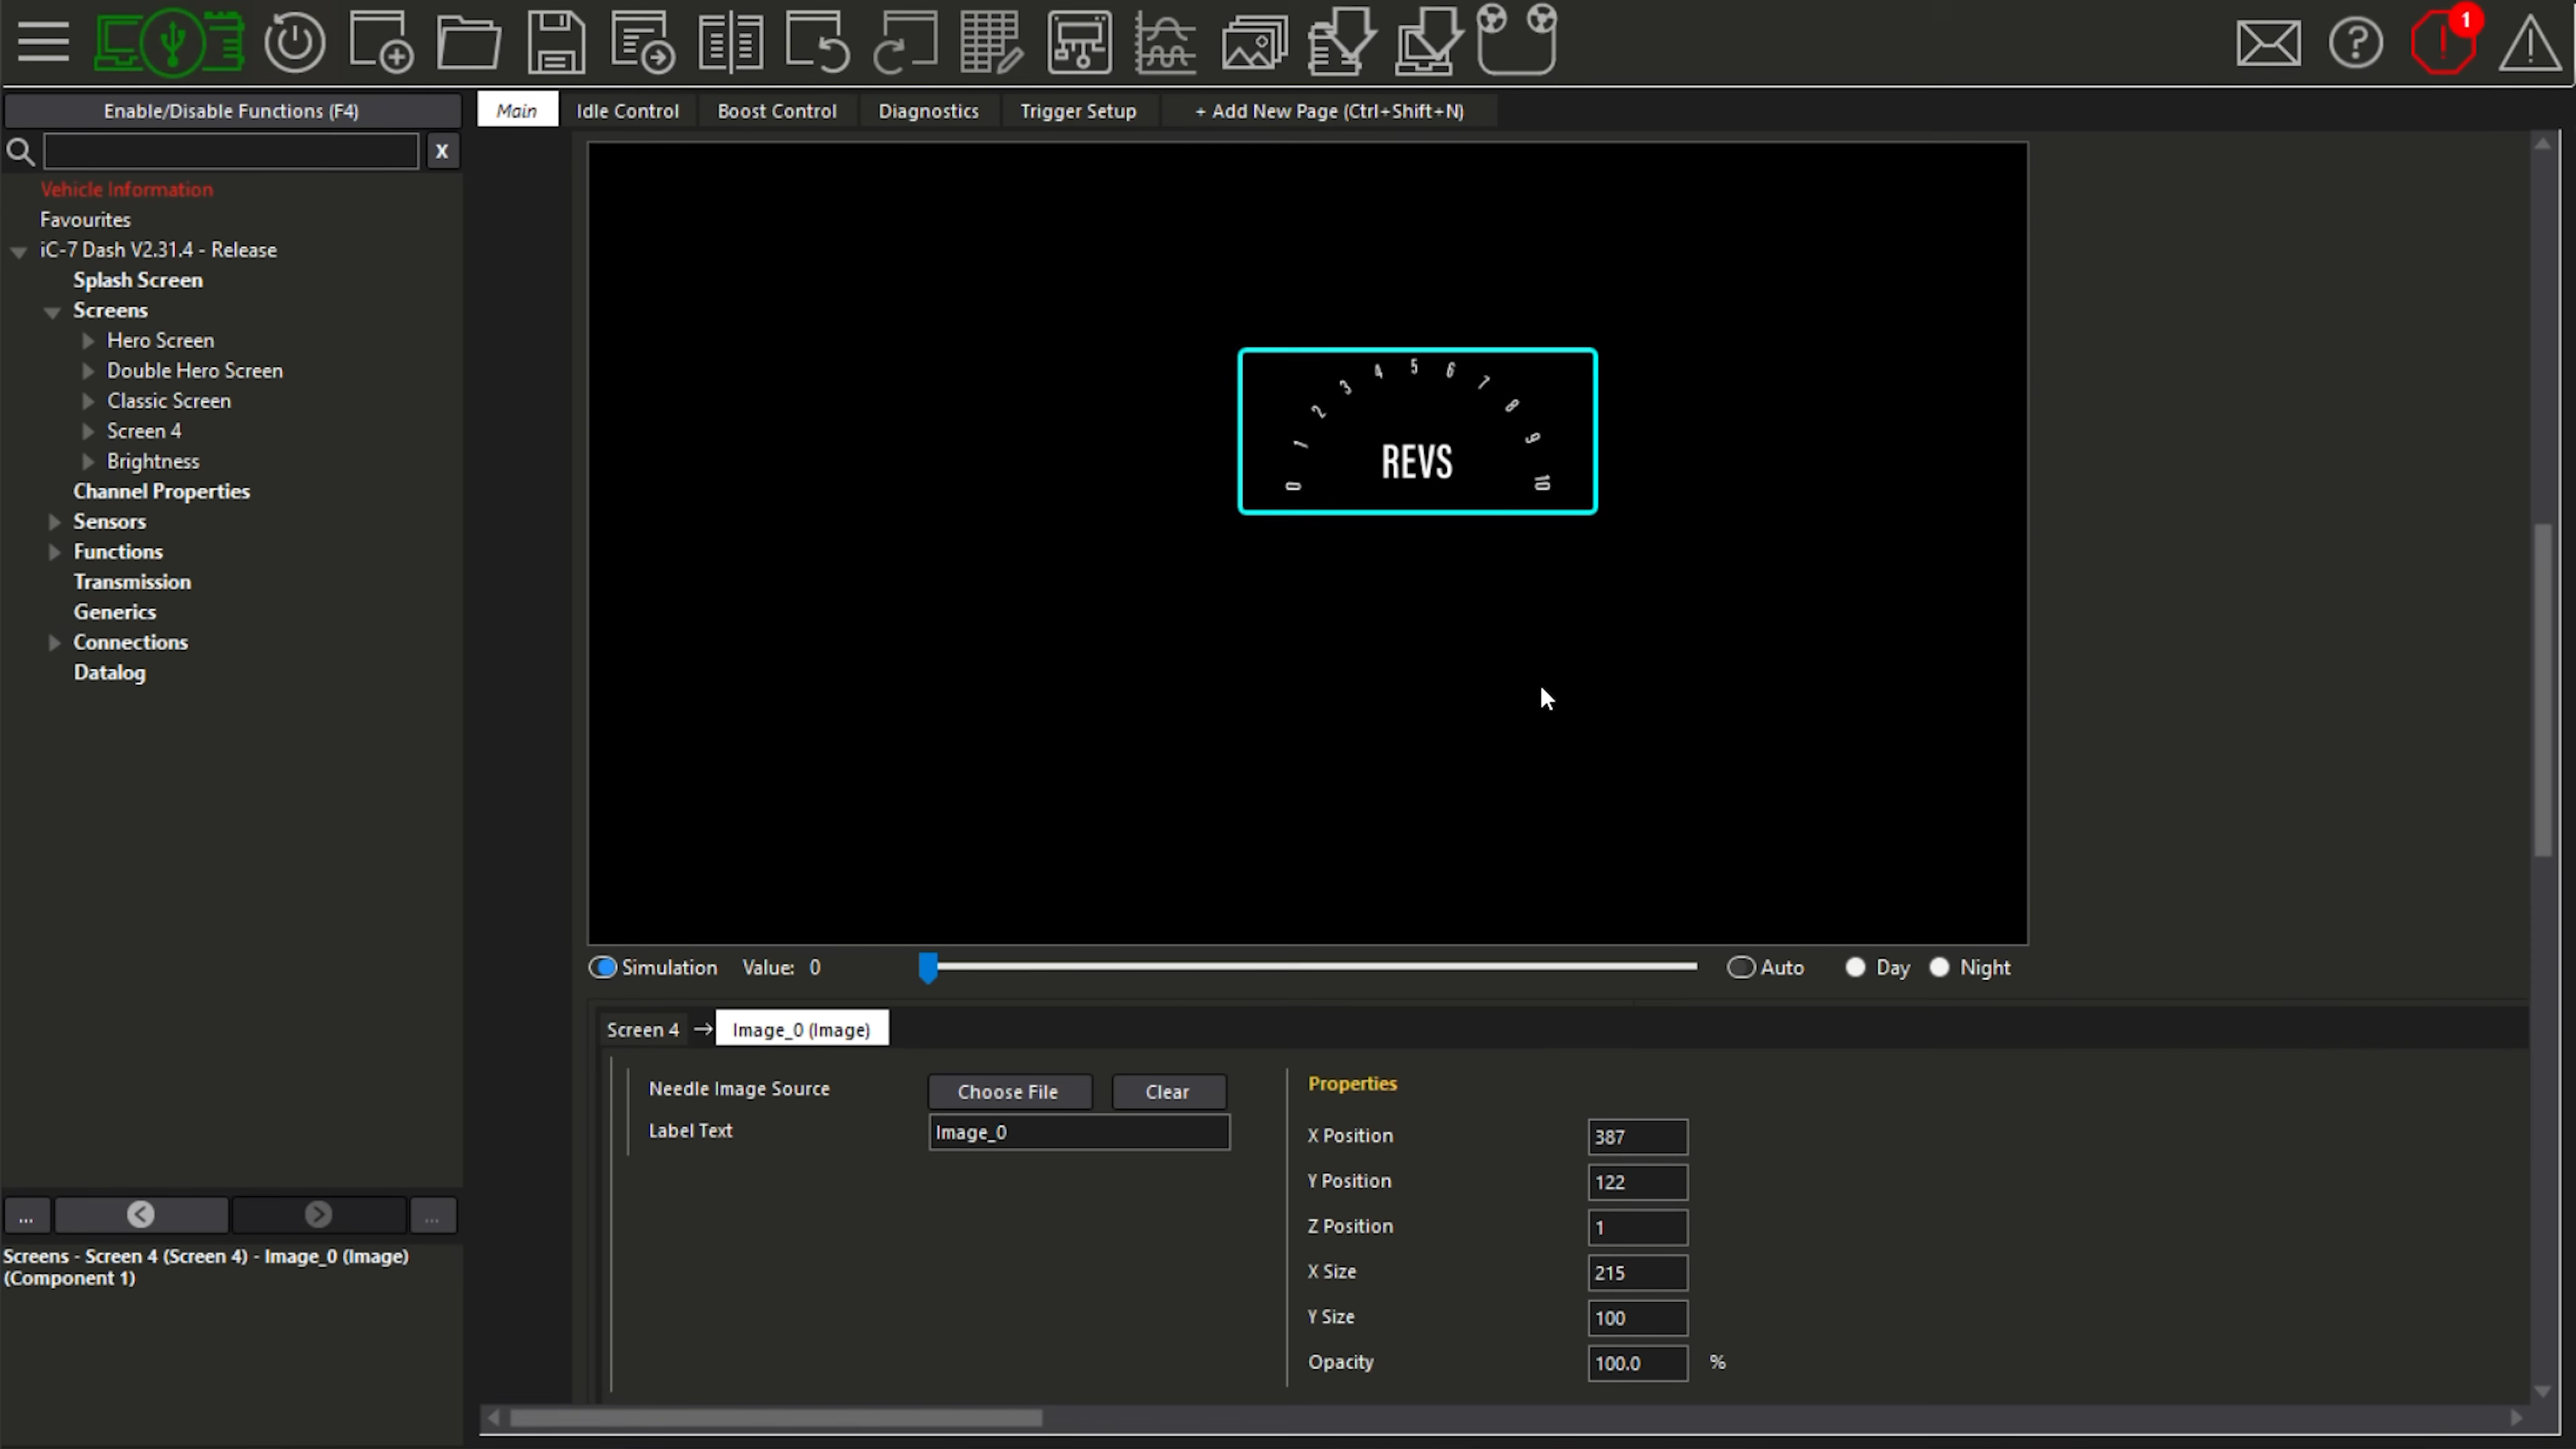 1
Enable/Disable Functions (F4)
Main
Idle Control
Boost Control
Diagnostics
Trigger Setup
+ Add New Page (Ctrl+Shift+N)
X
Vehicle Information
Favourites
iC-7 Dash V2.31.4 - Release
Splash Screen
Screens
Hero Screen
Double Hero Screen
Classic Screen
Screen 4
Brightness
Channel Properties
Sensors
Functions
Transmission
Generics
Connections
Datalog
0 1 2 3 4 5 6 7 8 9 10
REVS
Simulation
Value: 0
Auto
Day
Night
Screen 4 → Image_0 (Image)
Needle Image Source
Choose File
Clear
Label Text
Image_0
Properties
X Position
387
Y Position
122
Z Position
1
X Size
215
Y Size
100
Opacity
100.0 %
...
...
Screens - Screen 4 (Screen 4) - Image_0 (Image)
(Component 1)